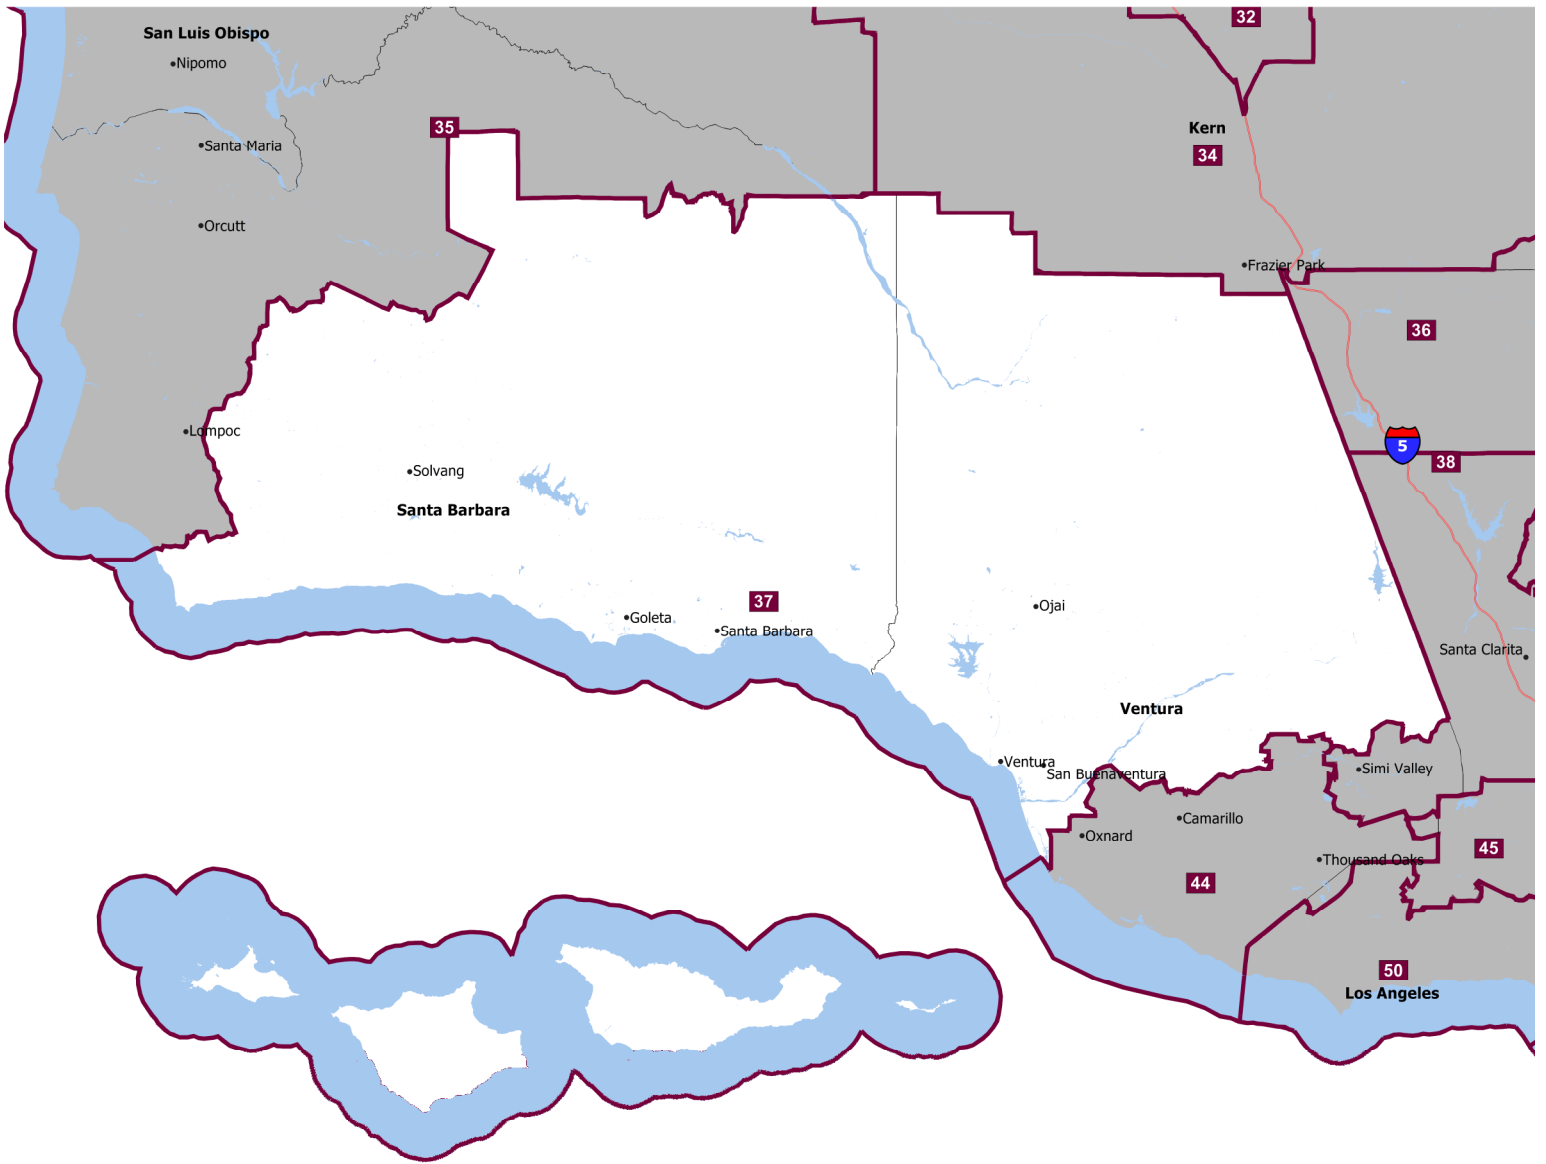 32
San Luis Obispo
Nipomo
35
Kern
34
Santa Maria
Orcutt
Frazier Park
36
Lompoc
5
38
Solvang
Santa Barbara
37
Ojai
Goleta
Santa Barbara
Santa Clarita
Ventura
Ventura
San Buenaventura
Simi Valley
Camarillo
Oxnard
45
Thousand Oaks
44
50
Los Angeles